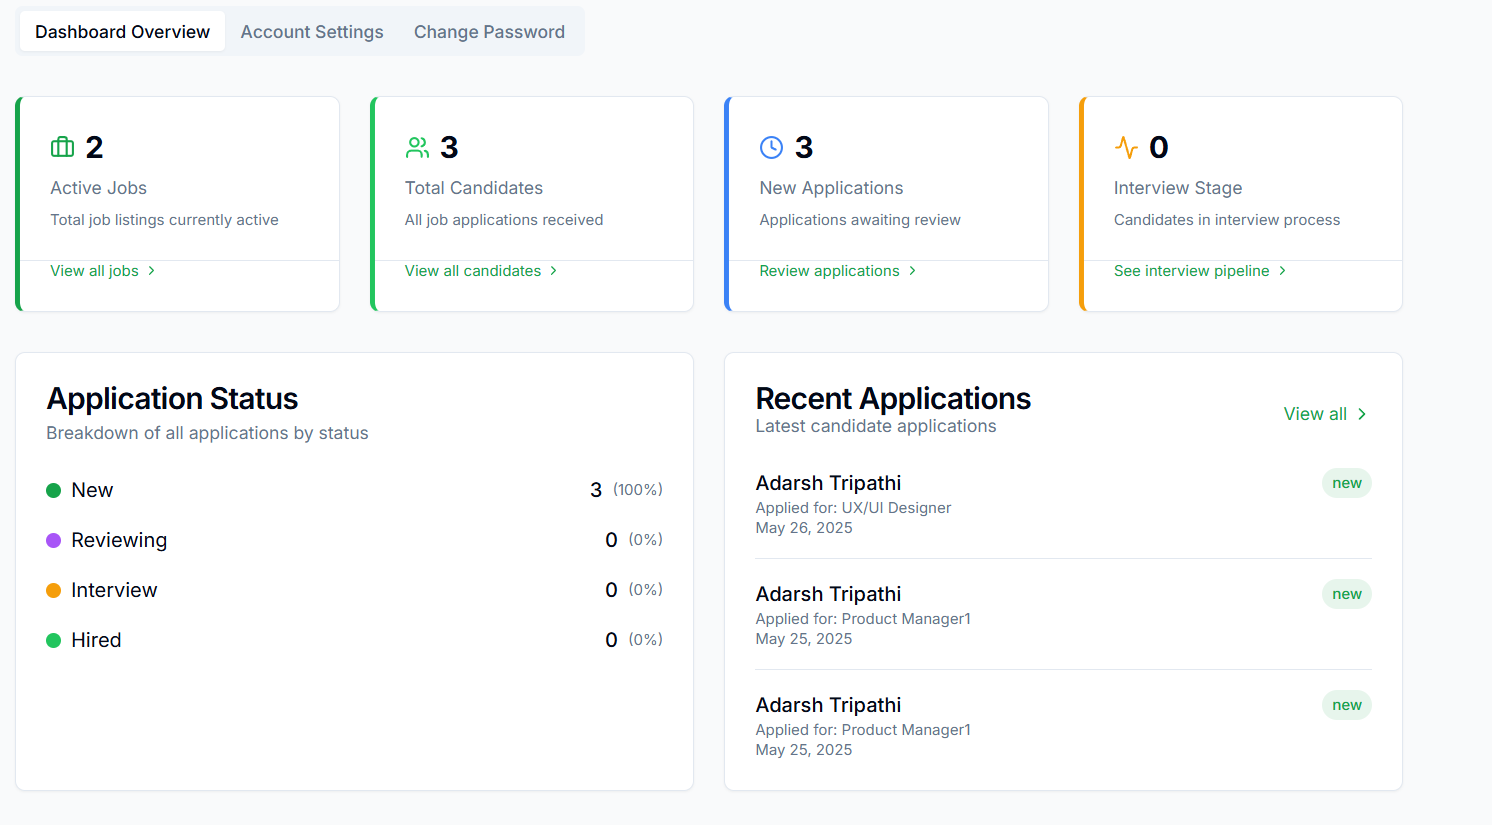 Dashboard Overview Account Settings Change Password
2
Active Jobs
Total job listings currently active
View all jobs
3
Total Candidates
All job applications received
View all candidates
3
New Applications
Applications awaiting review
Review applications
0
Interview Stage
Candidates in interview process
See interview pipeline
Application Status
Breakdown of all applications by status
New 3 (100%)
Reviewing 0 (0%)
Interview 0 (0%)
Hired 0 (0%)
Recent Applications
Latest candidate applications
View all
Adarsh Tripathi new
Applied for: UX/UI Designer
May 26, 2025
Adarsh Tripathi new
Applied for: Product Manager1
May 25, 2025
Adarsh Tripathi new
Applied for: Product Manager1
May 25, 2025